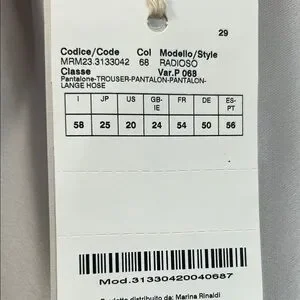 29
Codice/Code Col Modello/Style
MRM23.3133042 68 RADIOSO
Classe Var.P 068
Pantalone-TROUSER-PANTALON-PANTALON-
LANGE HOSE
I JP US GB-IE FR DE ES-PT
58 25 20 24 54 50 56
Mod.31330420040687
distribuito da: Marina Rinaldi